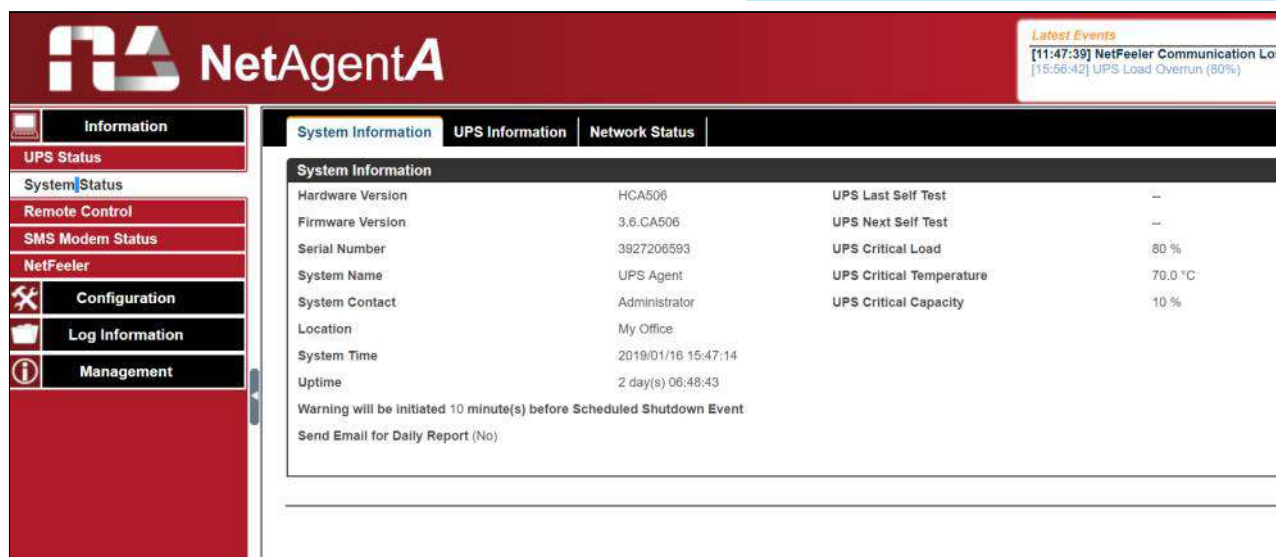 NetAgentA
Latest Events
[11:47:39] NetFeeler Communication
[15:56:42] UPS Load Overrun (80%)
Information
UPS Status
System Status
Remote Control
SMS Modem Status
NetFeeler
Configuration
Log Information
Management
System Information UPS Information Network Status
System Information
Hardware Version HCA506 UPS Last Self Test --
Firmware Version 3.6.CA506 UPS Next Self Test --
Serial Number 3927206593 UPS Critical Load 80 %
System Name UPS Agent UPS Critical Temperature 70.0 °C
System Contact Administrator UPS Critical Capacity 10 %
Location My Office
System Time 2019/01/16 15:47:14
Uptime 2 day(s) 06:48:43
Warning will be initiated 10 minute(s) before Scheduled Shutdown Event
Send Email for Daily Report (No)